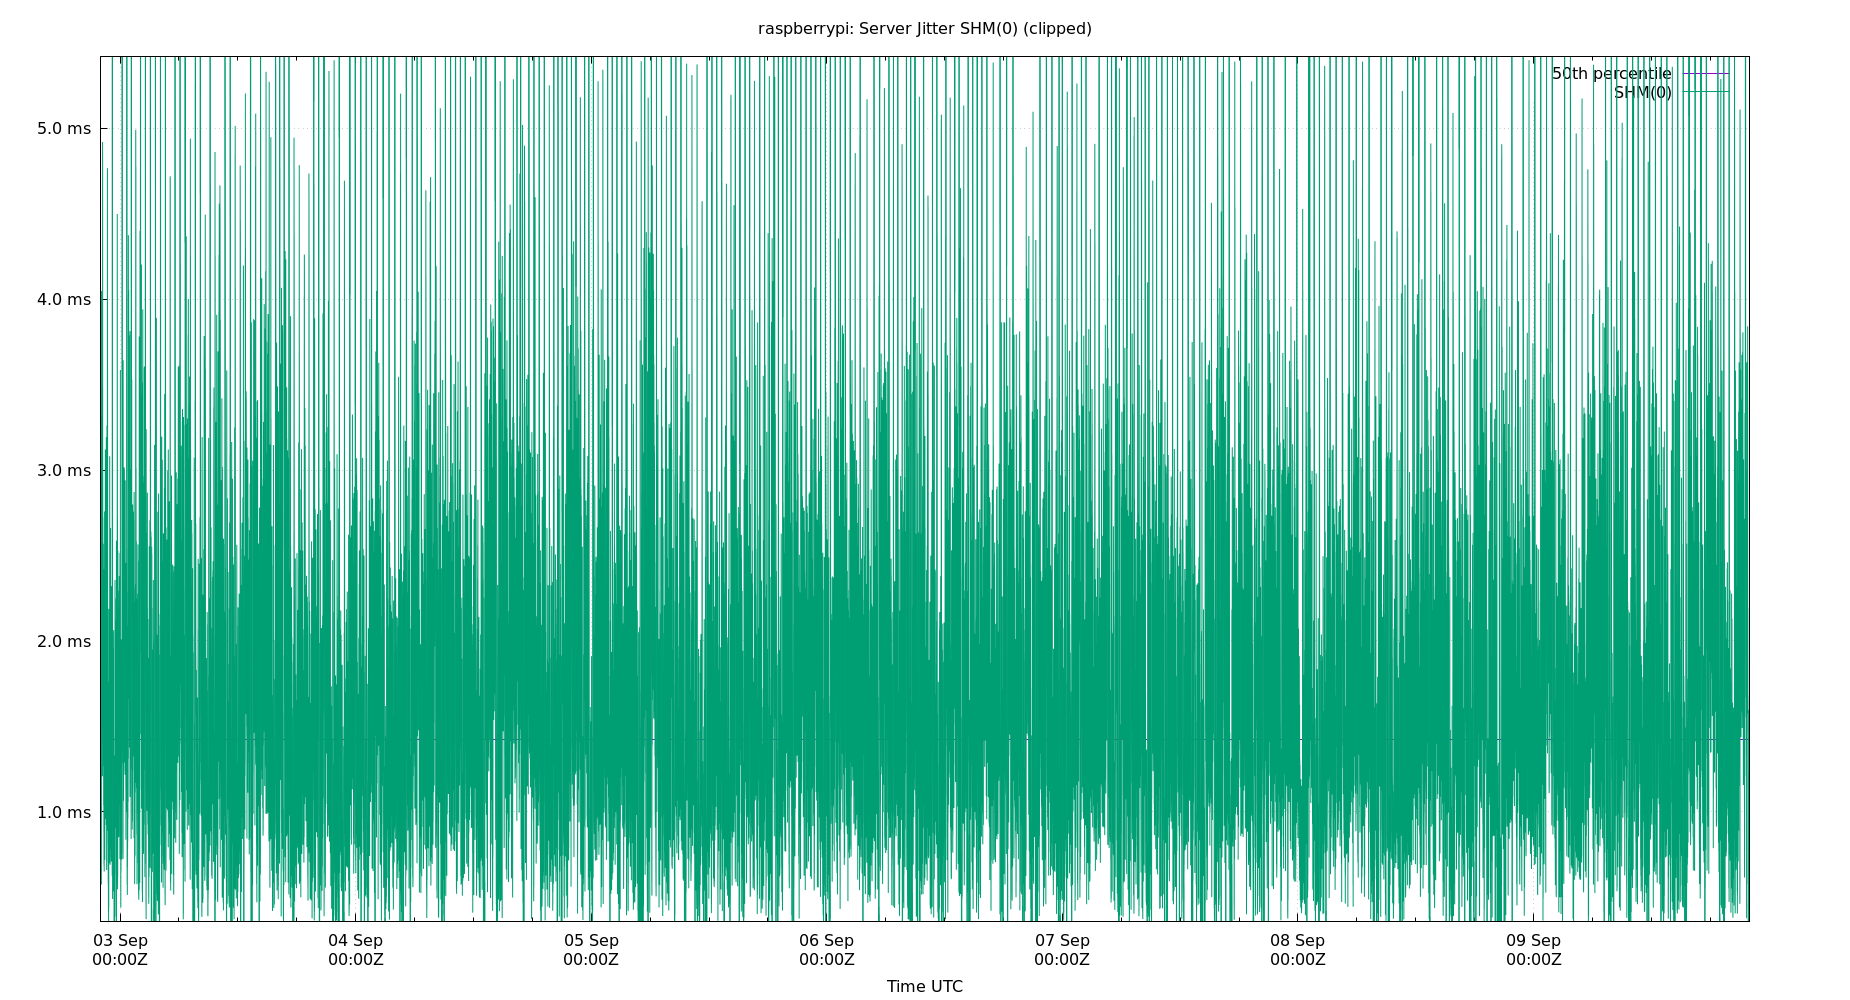 raspberrypi: Server Jitter SHM(0) (clipped)
50th percentile
SHM(0)
5.0 ms
4.0 ms
3.0 ms
2.0 ms
1.0 ms
03 Sep 04 Sep 05 Sep 06 Sep 07 Sep 08 Sep 09 Sep
00:00Z 00:00Z 00:00Z 00:00Z 00:00Z 00:00Z 00:00Z
Time UTC